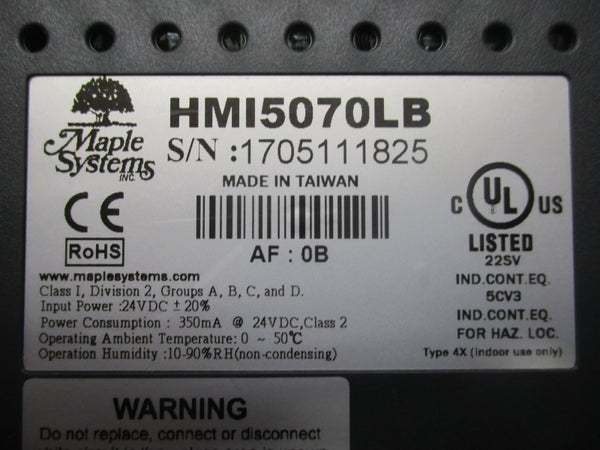 Maple
Systems
INC.
HMI5070LB
S/N :1705111825
MADE IN TAIWAN
AF : 0B
CE
RoHS
www.maplesystems.com
Class I, Division 2, Groups A, B, C, and D.
Input Power :24VDC ± 20%
Power Consumption : 350mA @ 24VDC,Class 2
Operating Ambient Temperature: 0 ~ 50℃
Operation Humidity :10-90%RH(non-condensing)
C UL US
LISTED
22SV
IND.CONT.EQ.
5CV3
IND.CONT.EQ.
FOR HAZ. LOC.
Type 4X (Indoor use only)
WARNING
Do not replace, connect or disconnect